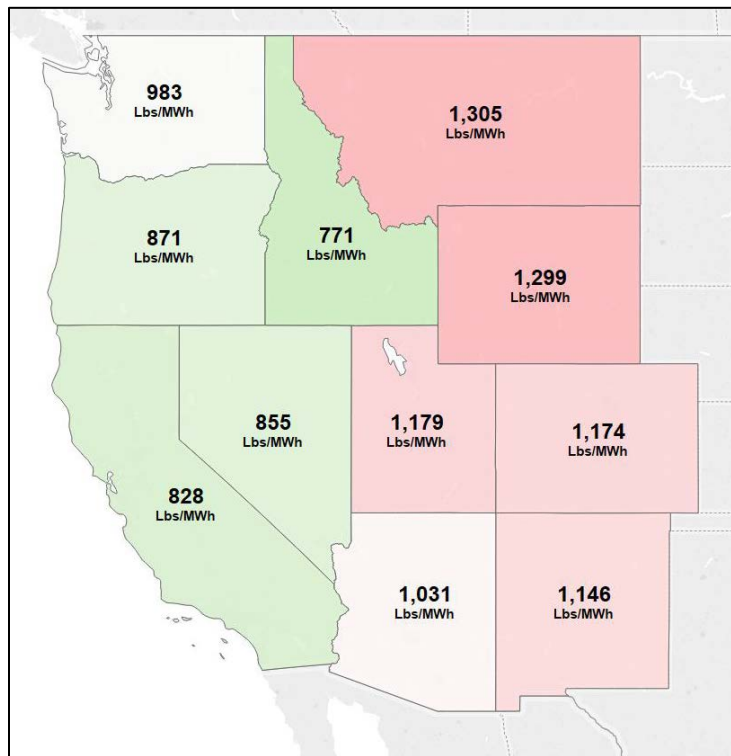 983
Lbs/MWh
1,305
Lbs/MWh
871
Lbs/MWh
771
Lbs/MWh
1,299
Lbs/MWh
855
Lbs/MWh
1,179
Lbs/MWh
1,174
Lbs/MWh
828
Lbs/MWh
1,031
Lbs/MWh
1,146
Lbs/MWh